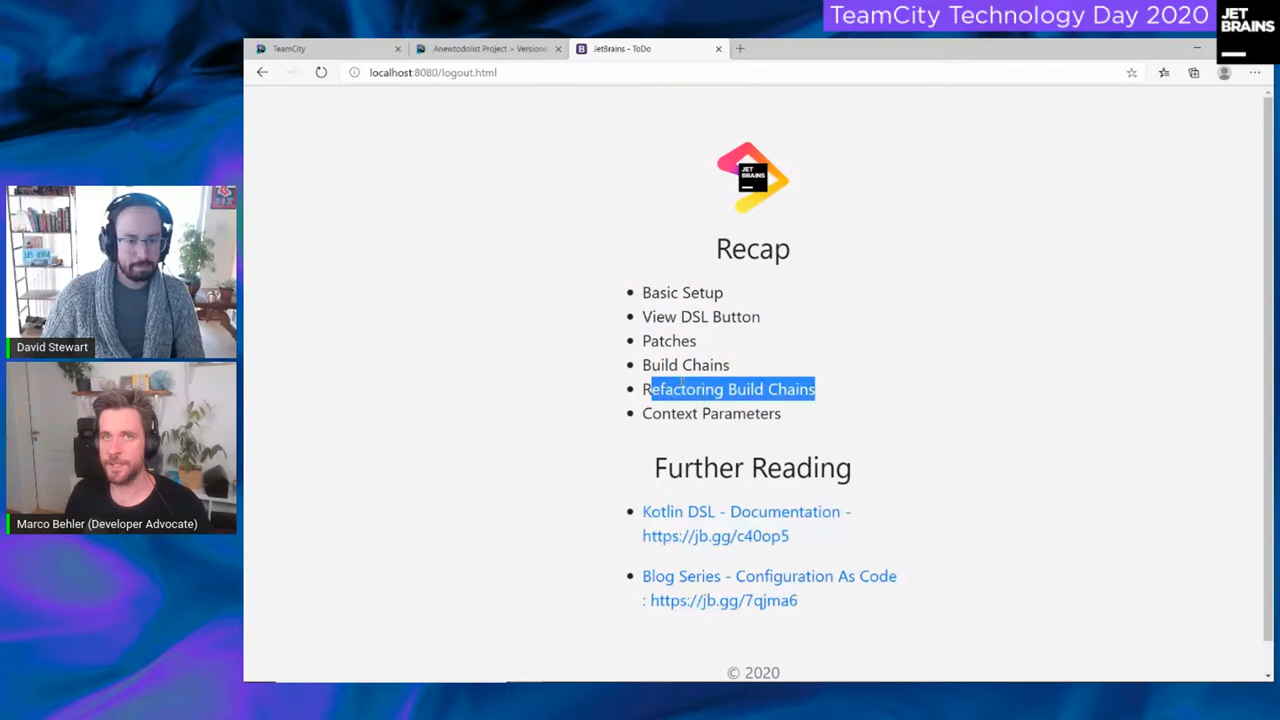 TeamCity Technology Day 2020
JET
BRAINS
TeamCity
Anewtodolist Project > Versione
JetBrains - ToDo
localhost:8080/logout.html
JET
BRAINS
Recap
Basic Setup
View DSL Button
Patches
Build Chains
Refactoring Build Chains
Context Parameters
Further Reading
Kotlin DSL - Documentation -
https://jb.gg/c40op5
Blog Series - Configuration As Code
: https://jb.gg/7qjma6
© 2020
David Stewart
Marco Behler (Developer Advocate)